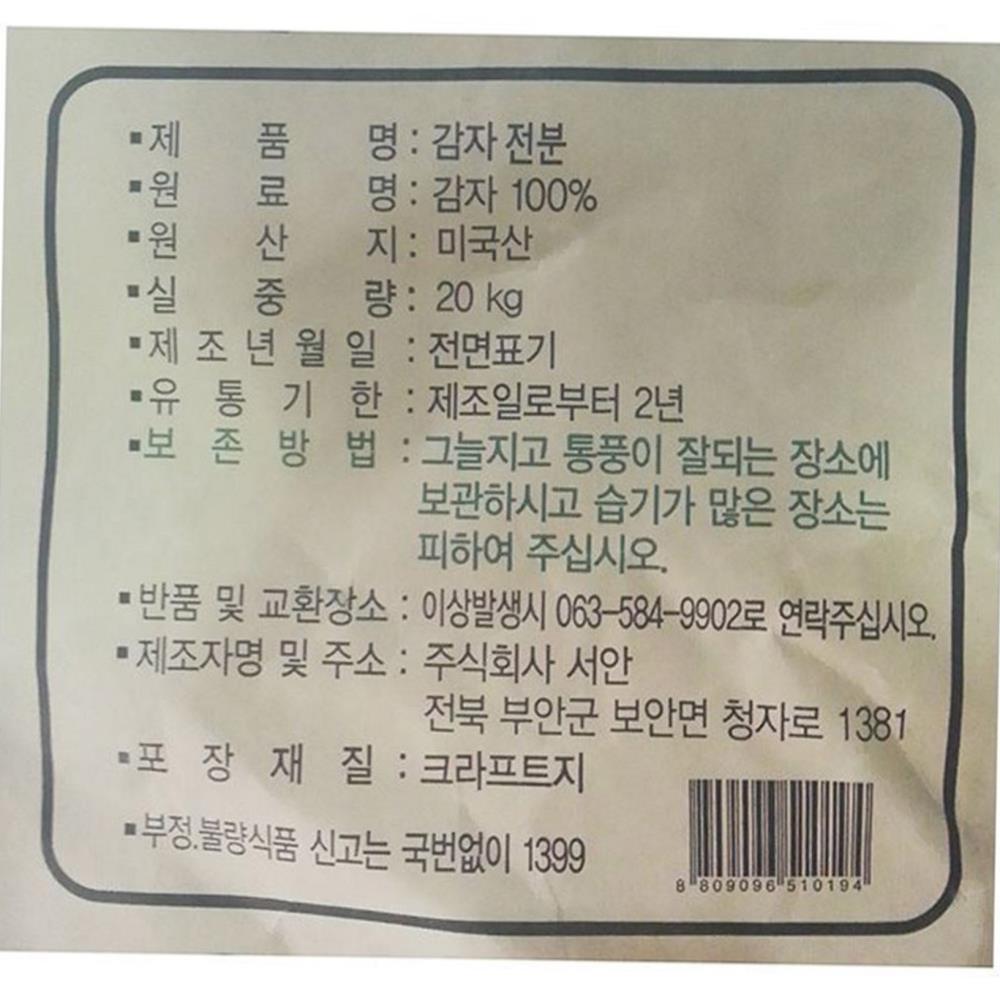 ▪제 품 명 : 감자 전분
▪원 료 명 : 감자 100%
▪원 산 지 : 미국산
▪실 중 량 : 20 kg
▪제 조 년 월 일 : 전면표기
▪유 통 기 한 : 제조일로부터 2년
▪보 존 방 법 : 그늘지고 통풍이 잘되는 장소에
보관하시고 습기가 많은 장소는
피하여 주십시오.
▪반품 및 교환장소 : 이상발생시 063-584-9902로 연락주십시오.
▪제조자명 및 주소 : 주식회사 서안
전북 부안군 보안면 청자로 1381
▪포 장 재 질 : 크라프트지
▪부정.불량식품 신고는 국번없이 1399
8 809096 510194